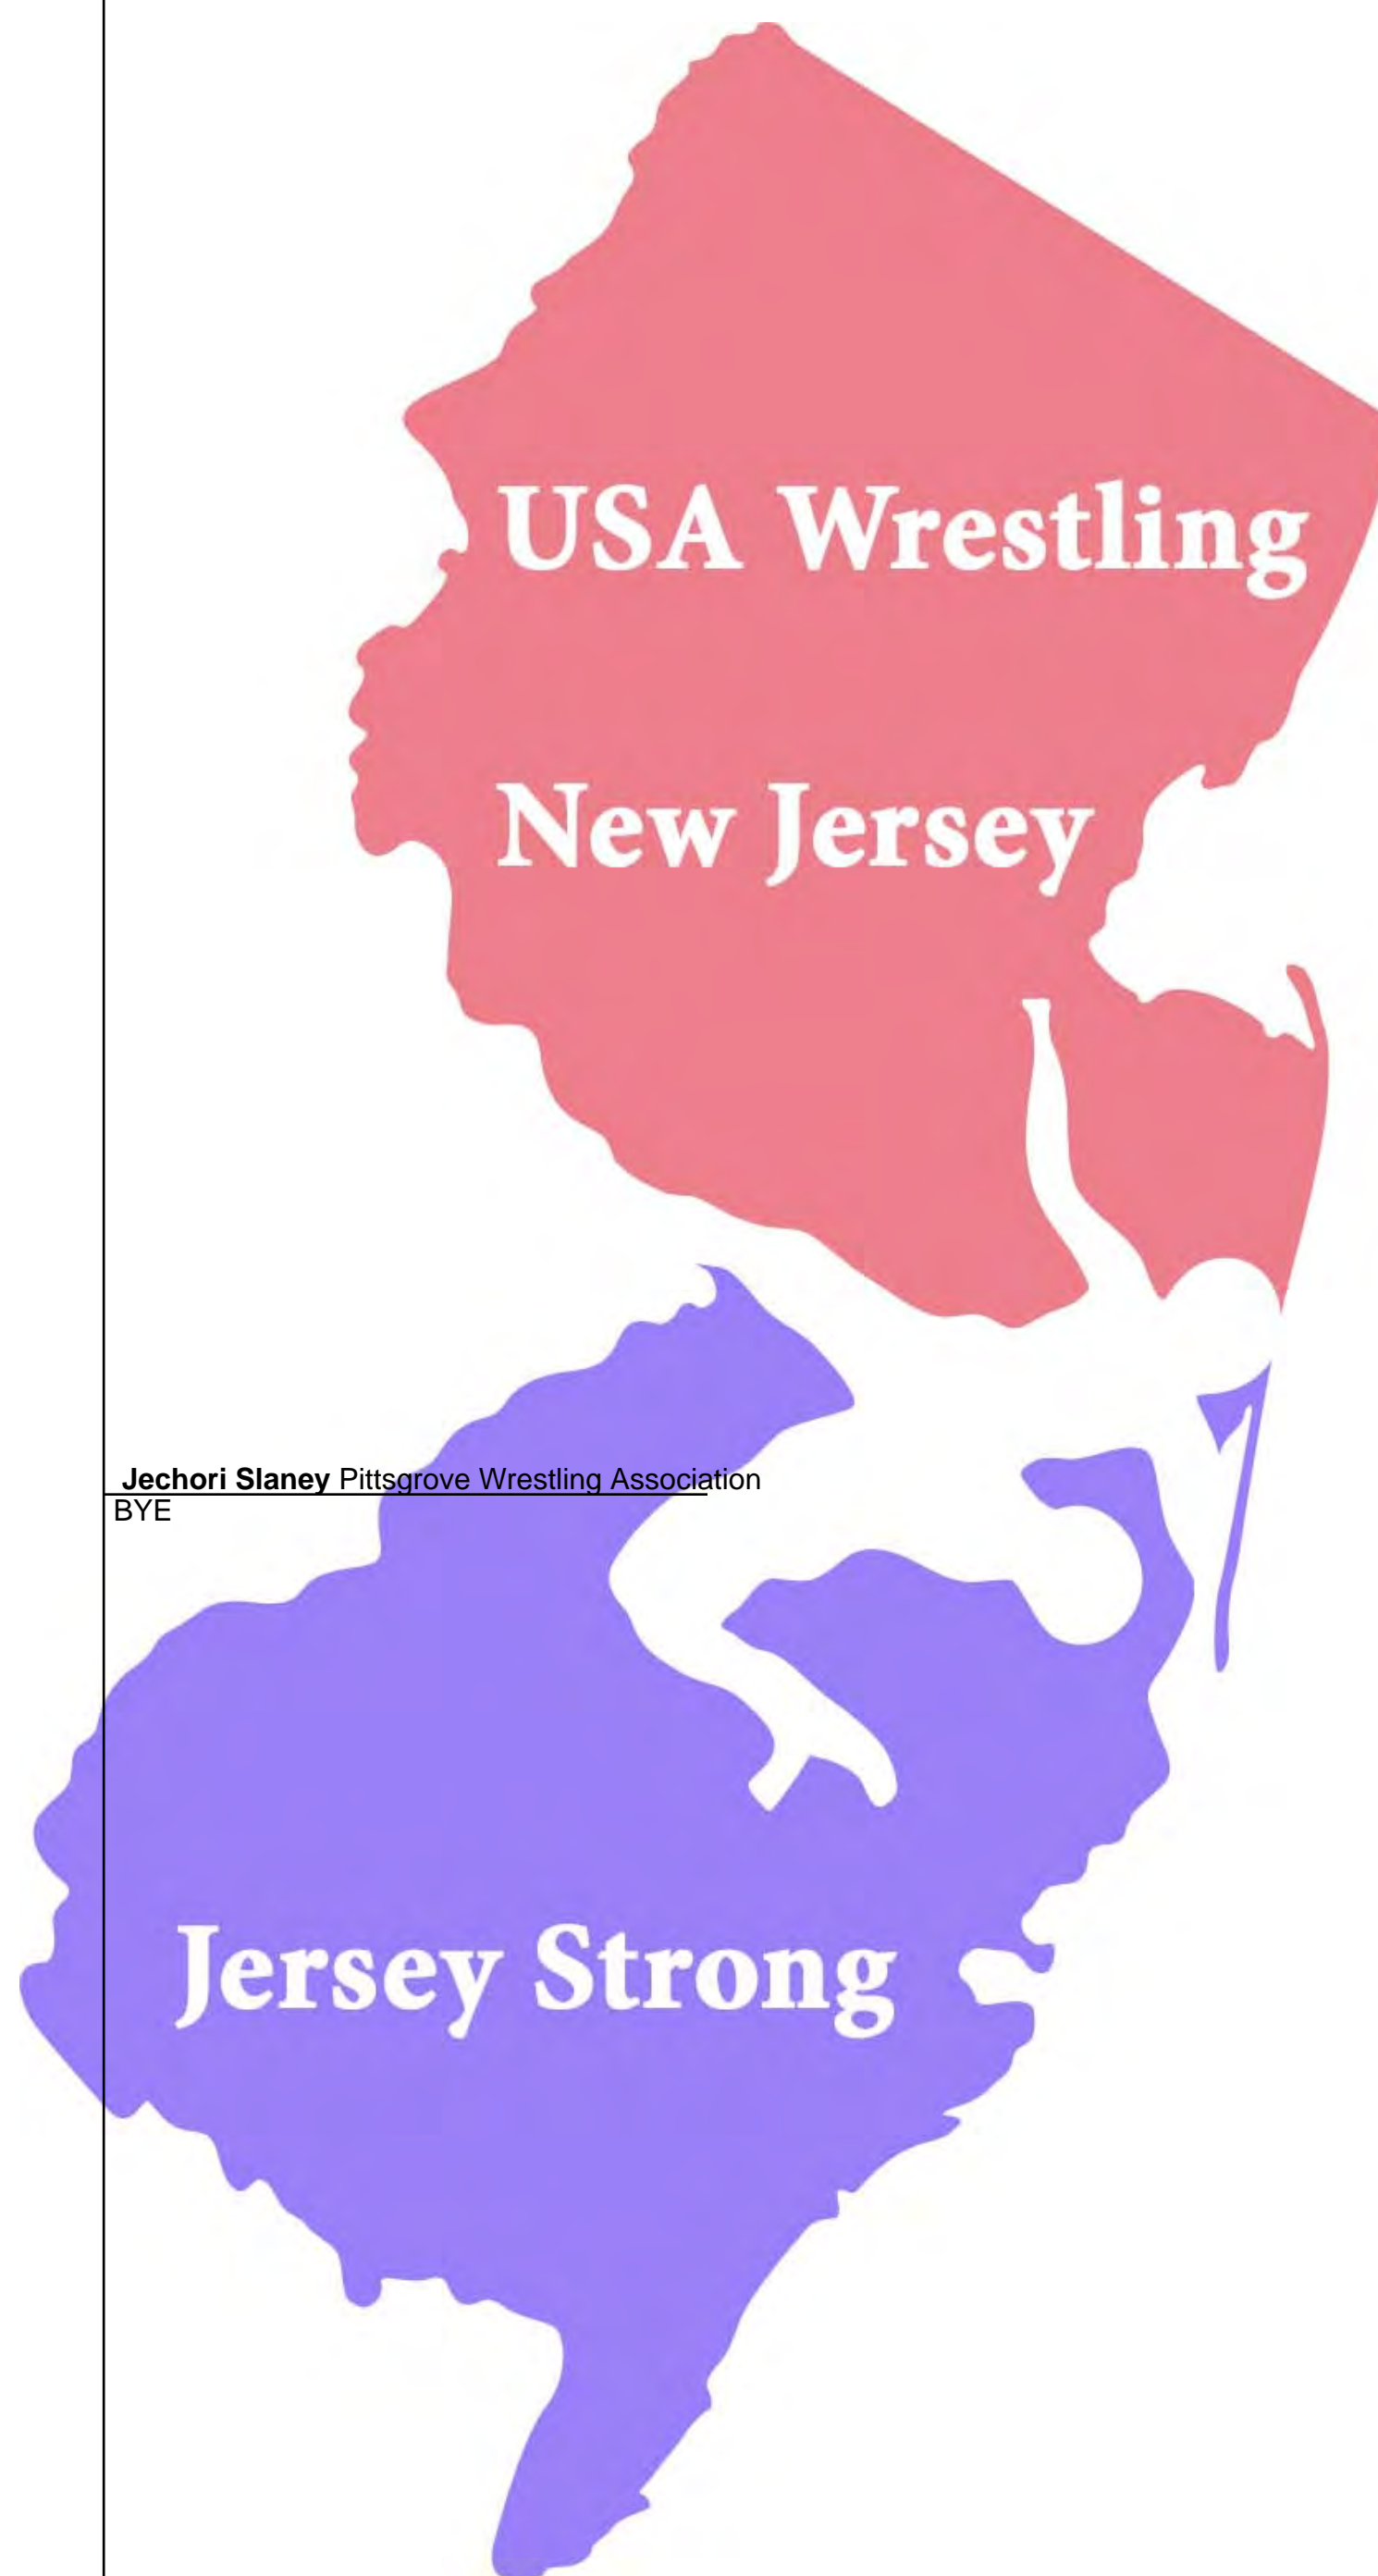 USA Wrestling
New Jersey
Jechori Slaney Pittsgrove Wrestling Association
BYE
Jersey Strong